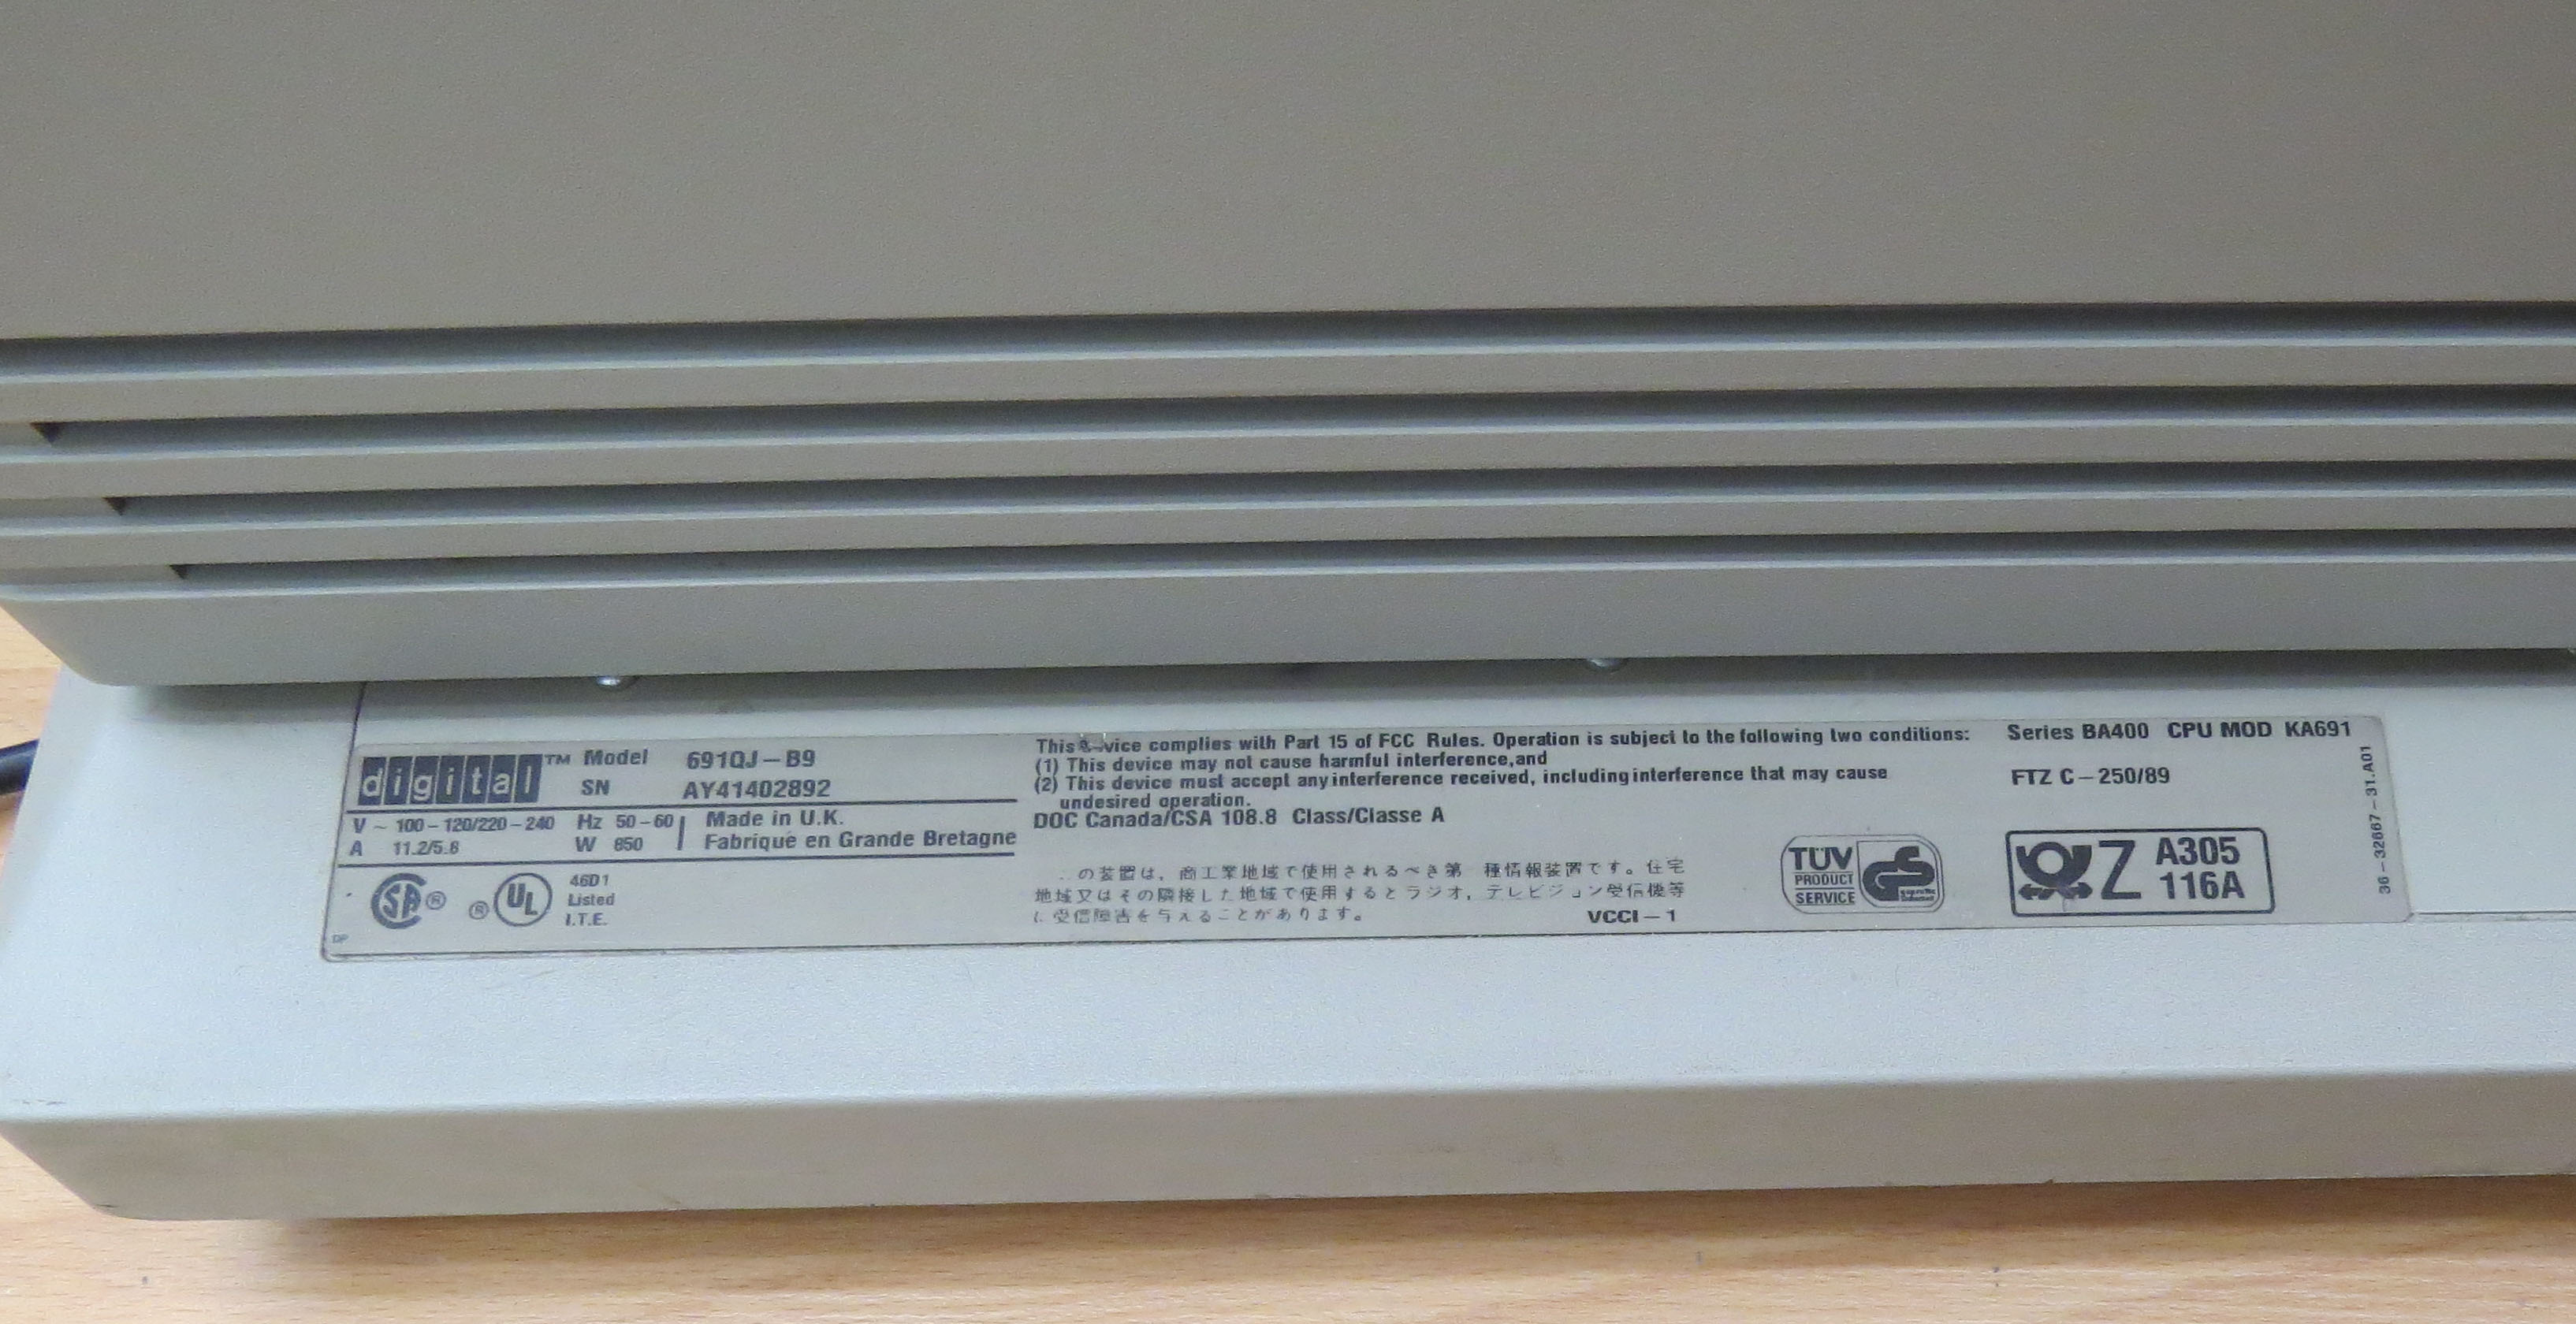 digital™ Model 691QJ-B9
SN AY41402892
V ~ 100-120/220-240 Hz 50-60
A 11.2/5.8 W 850
Made in U.K.
Fabriqué en Grande Bretagne
SA® ®UL
46D1
Listed
I.T.E.
DP
This vice complies with Part 15 of FCC Rules. Operation is subject to the following two conditions:
(1) This device may not cause harmful interference,and
(2) This device must accept any interference received, including interference that may cause
undesired operation.
DOC Canada/CSA 108.8 Class/Classe A
の装置は，商工業地域で使用されるべき第 種情報装置です。住宅
地域又はその隣接した地域で使用するとラジオ，テレビジョン受信機等
に受信障害を与えることがあります。
VCCI-1
TÜV
PRODUCT
SERVICE
GS
Series BA400 CPU MOD KA691
FTZ C-250/89
Z A305
116A
36-32667-31.A01